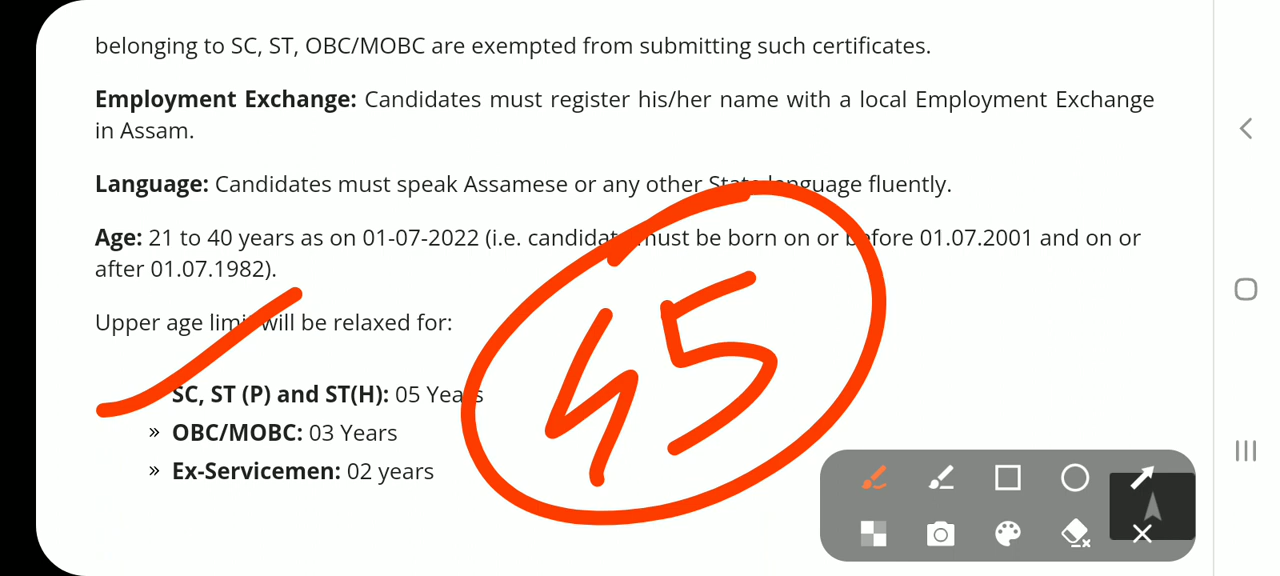 belonging to SC, ST, OBC/MOBC are exempted from submitting such certificates.
Employment Exchange: Candidates must register his/her name with a local Employment Exchange
in Assam.
Language: Candidates must speak Assamese or any other State language fluently.
Age: 21 to 40 years as on 01-07-2022 (i.e. candidate must be born on or before 01.07.2001 and on or
after 01.07.1982).
Upper age limit will be relaxed for:
SC, ST (P) and ST(H): 05 Years
» OBC/MOBC: 03 Years
» Ex-Servicemen: 02 years
45